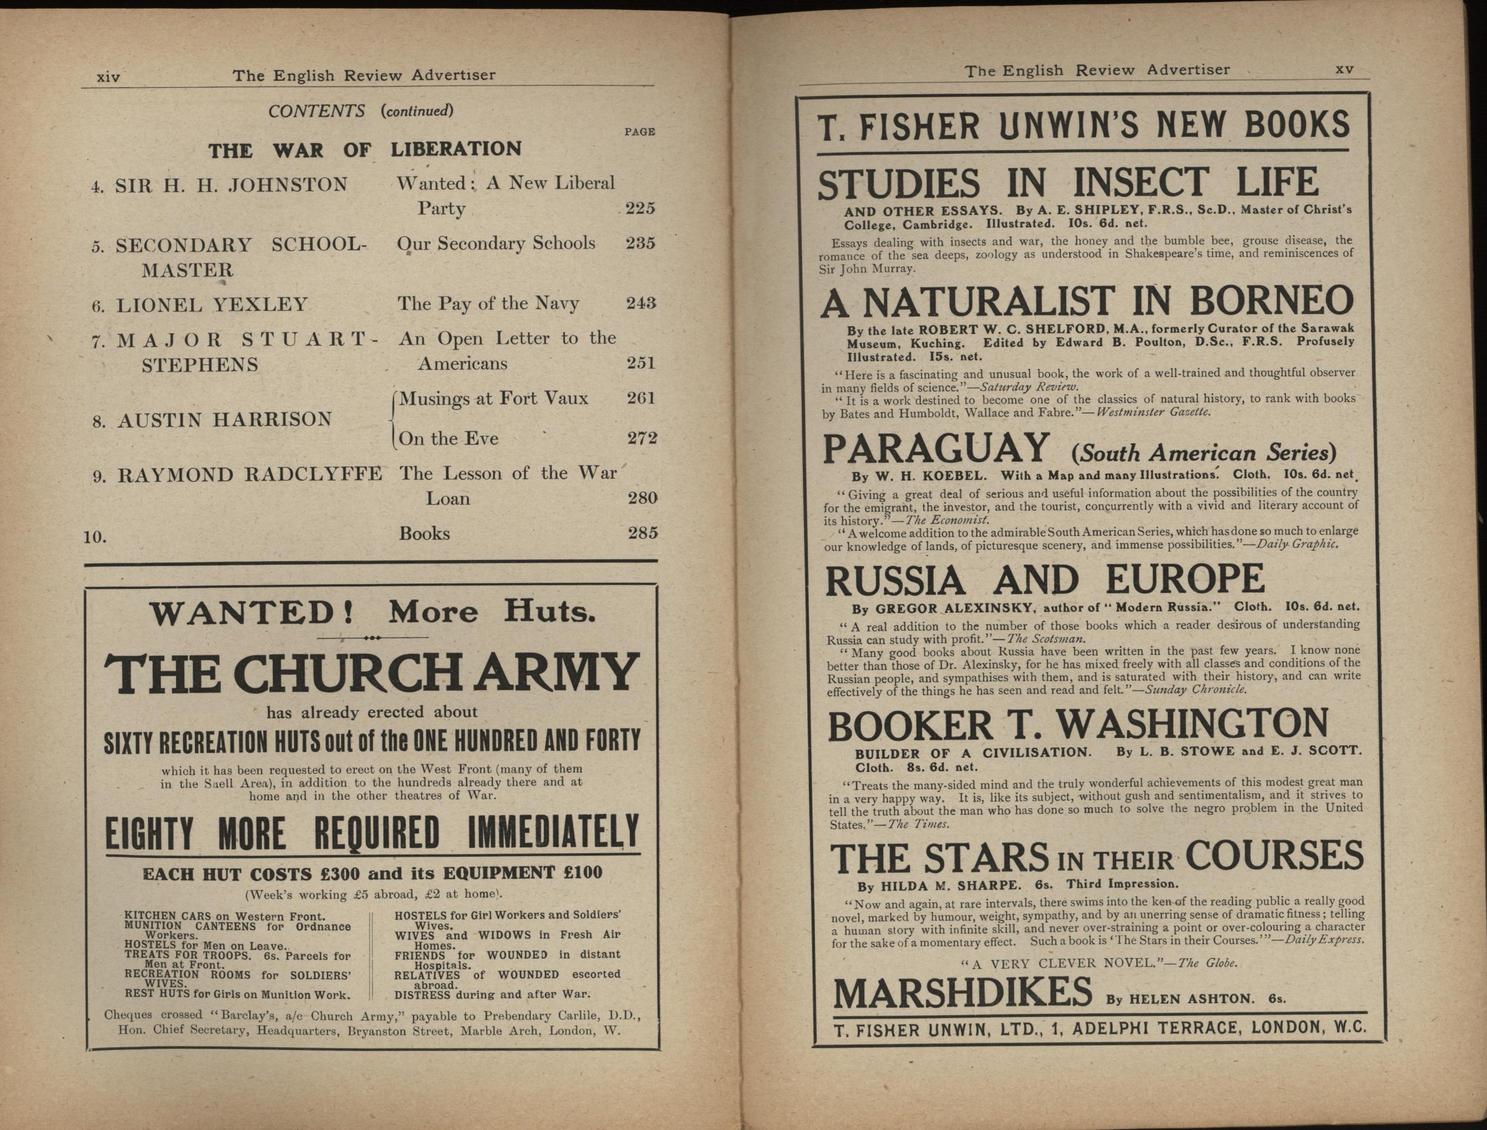 xiv The English Review Advertiser
CONTENTS (continued)
PAGE
THE WAR OF LIBERATION
4. SIR H. H. JOHNSTON Wanted: A New Liberal
Party 225
5. SECONDARY SCHOOL- Our Secondary Schools 235
MASTER
6. LIONEL YEXLEY The Pay of the Navy 243
7. MAJOR STUART- An Open Letter to the
STEPHENS Americans 251
8. AUSTIN HARRISON Musings at Fort Vaux 261
On the Eve 272
9. RAYMOND RADCLYFFE The Lesson of the War
Loan 280
10. Books 285
WANTED! More Huts.
THE CHURCH ARMY
has already erected about
SIXTY RECREATION HUTS out of the ONE HUNDRED AND FORTY
which it has been requested to erect on the West Front (many of them
in the Shell Area), in addition to the hundreds already there and at
home and in the other theatres of War.
EIGHTY MORE REQUIRED IMMEDIATELY
EACH HUT COSTS £300 and its EQUIPMENT £100
(Week's working £5 abroad, £2 at home).
KITCHEN CARS on Western Front.
MUNITION CANTEENS for Ordnance
Workers.
HOSTELS for Men on Leave.
TREATS FOR TROOPS. 6s. Parcels for
Men at Front.
RECREATION ROOMS for SOLDIERS'
WIVES.
REST HUTS for Girls on Munition Work.
HOSTELS for Girl Workers and Soldiers'
Wives.
WIVES and WIDOWS in Fresh Air
Homes.
FRIENDS for WOUNDED in distant
Hospitals.
RELATIVES of WOUNDED escorted
abroad.
DISTRESS during and after War.
Cheques crossed "Barclay's, a/c Church Army," payable to Prebendary Carlile, D.D.,
Hon. Chief Secretary, Headquarters, Bryanston Street, Marble Arch, London, W.
The English Review Advertiser xv
T. FISHER UNWIN'S NEW BOOKS
STUDIES IN INSECT LIFE
AND OTHER ESSAYS. By A. E. SHIPLEY, F.R.S., Sc.D., Master of Christ's
College, Cambridge. Illustrated. 10s. 6d. net.
Essays dealing with insects and war, the honey and the bumble bee, grouse disease, the
romance of the sea deeps, zoology as understood in Shakespeare's time, and reminiscences of
Sir John Murray.
A NATURALIST IN BORNEO
By the late ROBERT W. C. SHELFORD, M.A., formerly Curator of the Sarawak
Museum, Kuching. Edited by Edward B. Poulton, D.Sc., F.R.S. Profusely
Illustrated. 15s. net.
"Here is a fascinating and unusual book, the work of a well-trained and thoughtful observer
in many fields of science."—Saturday Review.
"It is a work destined to become one of the classics of natural history, to rank with books
by Bates and Humboldt, Wallace and Fabre."—Westminster Gazette.
PARAGUAY (South American Series)
By W. H. KOEBEL. With a Map and many Illustrations. Cloth. 10s. 6d. net.
"Giving a great deal of serious and useful information about the possibilities of the country
for the emigrant, the investor, and the tourist, concurrently with a vivid and literary account of
its history."—The Economist.
"A welcome addition to the admirable South American Series, which has done so much to enlarge
our knowledge of lands, of picturesque scenery, and immense possibilities."—Daily Graphic.
RUSSIA AND EUROPE
By GREGOR ALEXINSKY, author of "Modern Russia." Cloth. 10s. 6d. net.
"A real addition to the number of those books which a reader desirous of understanding
Russia can study with profit."—The Scotsman.
"Many good books about Russia have been written in the past few years. I know none
better than those of Dr. Alexinsky, for he has mixed freely with all classes and conditions of the
Russian people, and sympathises with them, and is saturated with their history, and can write
effectively of the things he has seen and read and felt."—Sunday Chronicle.
BOOKER T. WASHINGTON
BUILDER OF A CIVILISATION. By L. B. STOWE and E. J. SCOTT.
Cloth. 8s. 6d. net.
"Treats the many-sided mind and the truly wonderful achievements of this modest great man
in a very happy way. It is, like its subject, without gush and sentimentalism, and it strives to
tell the truth about the man who has done so much to solve the negro problem in the United
States."—The Times.
THE STARS IN THEIR COURSES
By HILDA M. SHARPE. 6s. Third Impression.
"Now and again, at rare intervals, there swims into the ken of the reading public a really good
novel, marked by humour, weight, sympathy, and by an unerring sense of dramatic fitness; telling
a human story with infinite skill, and never over-straining a point or over-colouring a character
for the sake of a momentary effect. Such a book is 'The Stars in their Courses.'"—Daily Express.
"A VERY CLEVER NOVEL."—The Globe.
MARSHDIKES By HELEN ASHTON. 6s.
T. FISHER UNWIN, LTD., 1, ADELPHI TERRACE, LONDON, W.C.